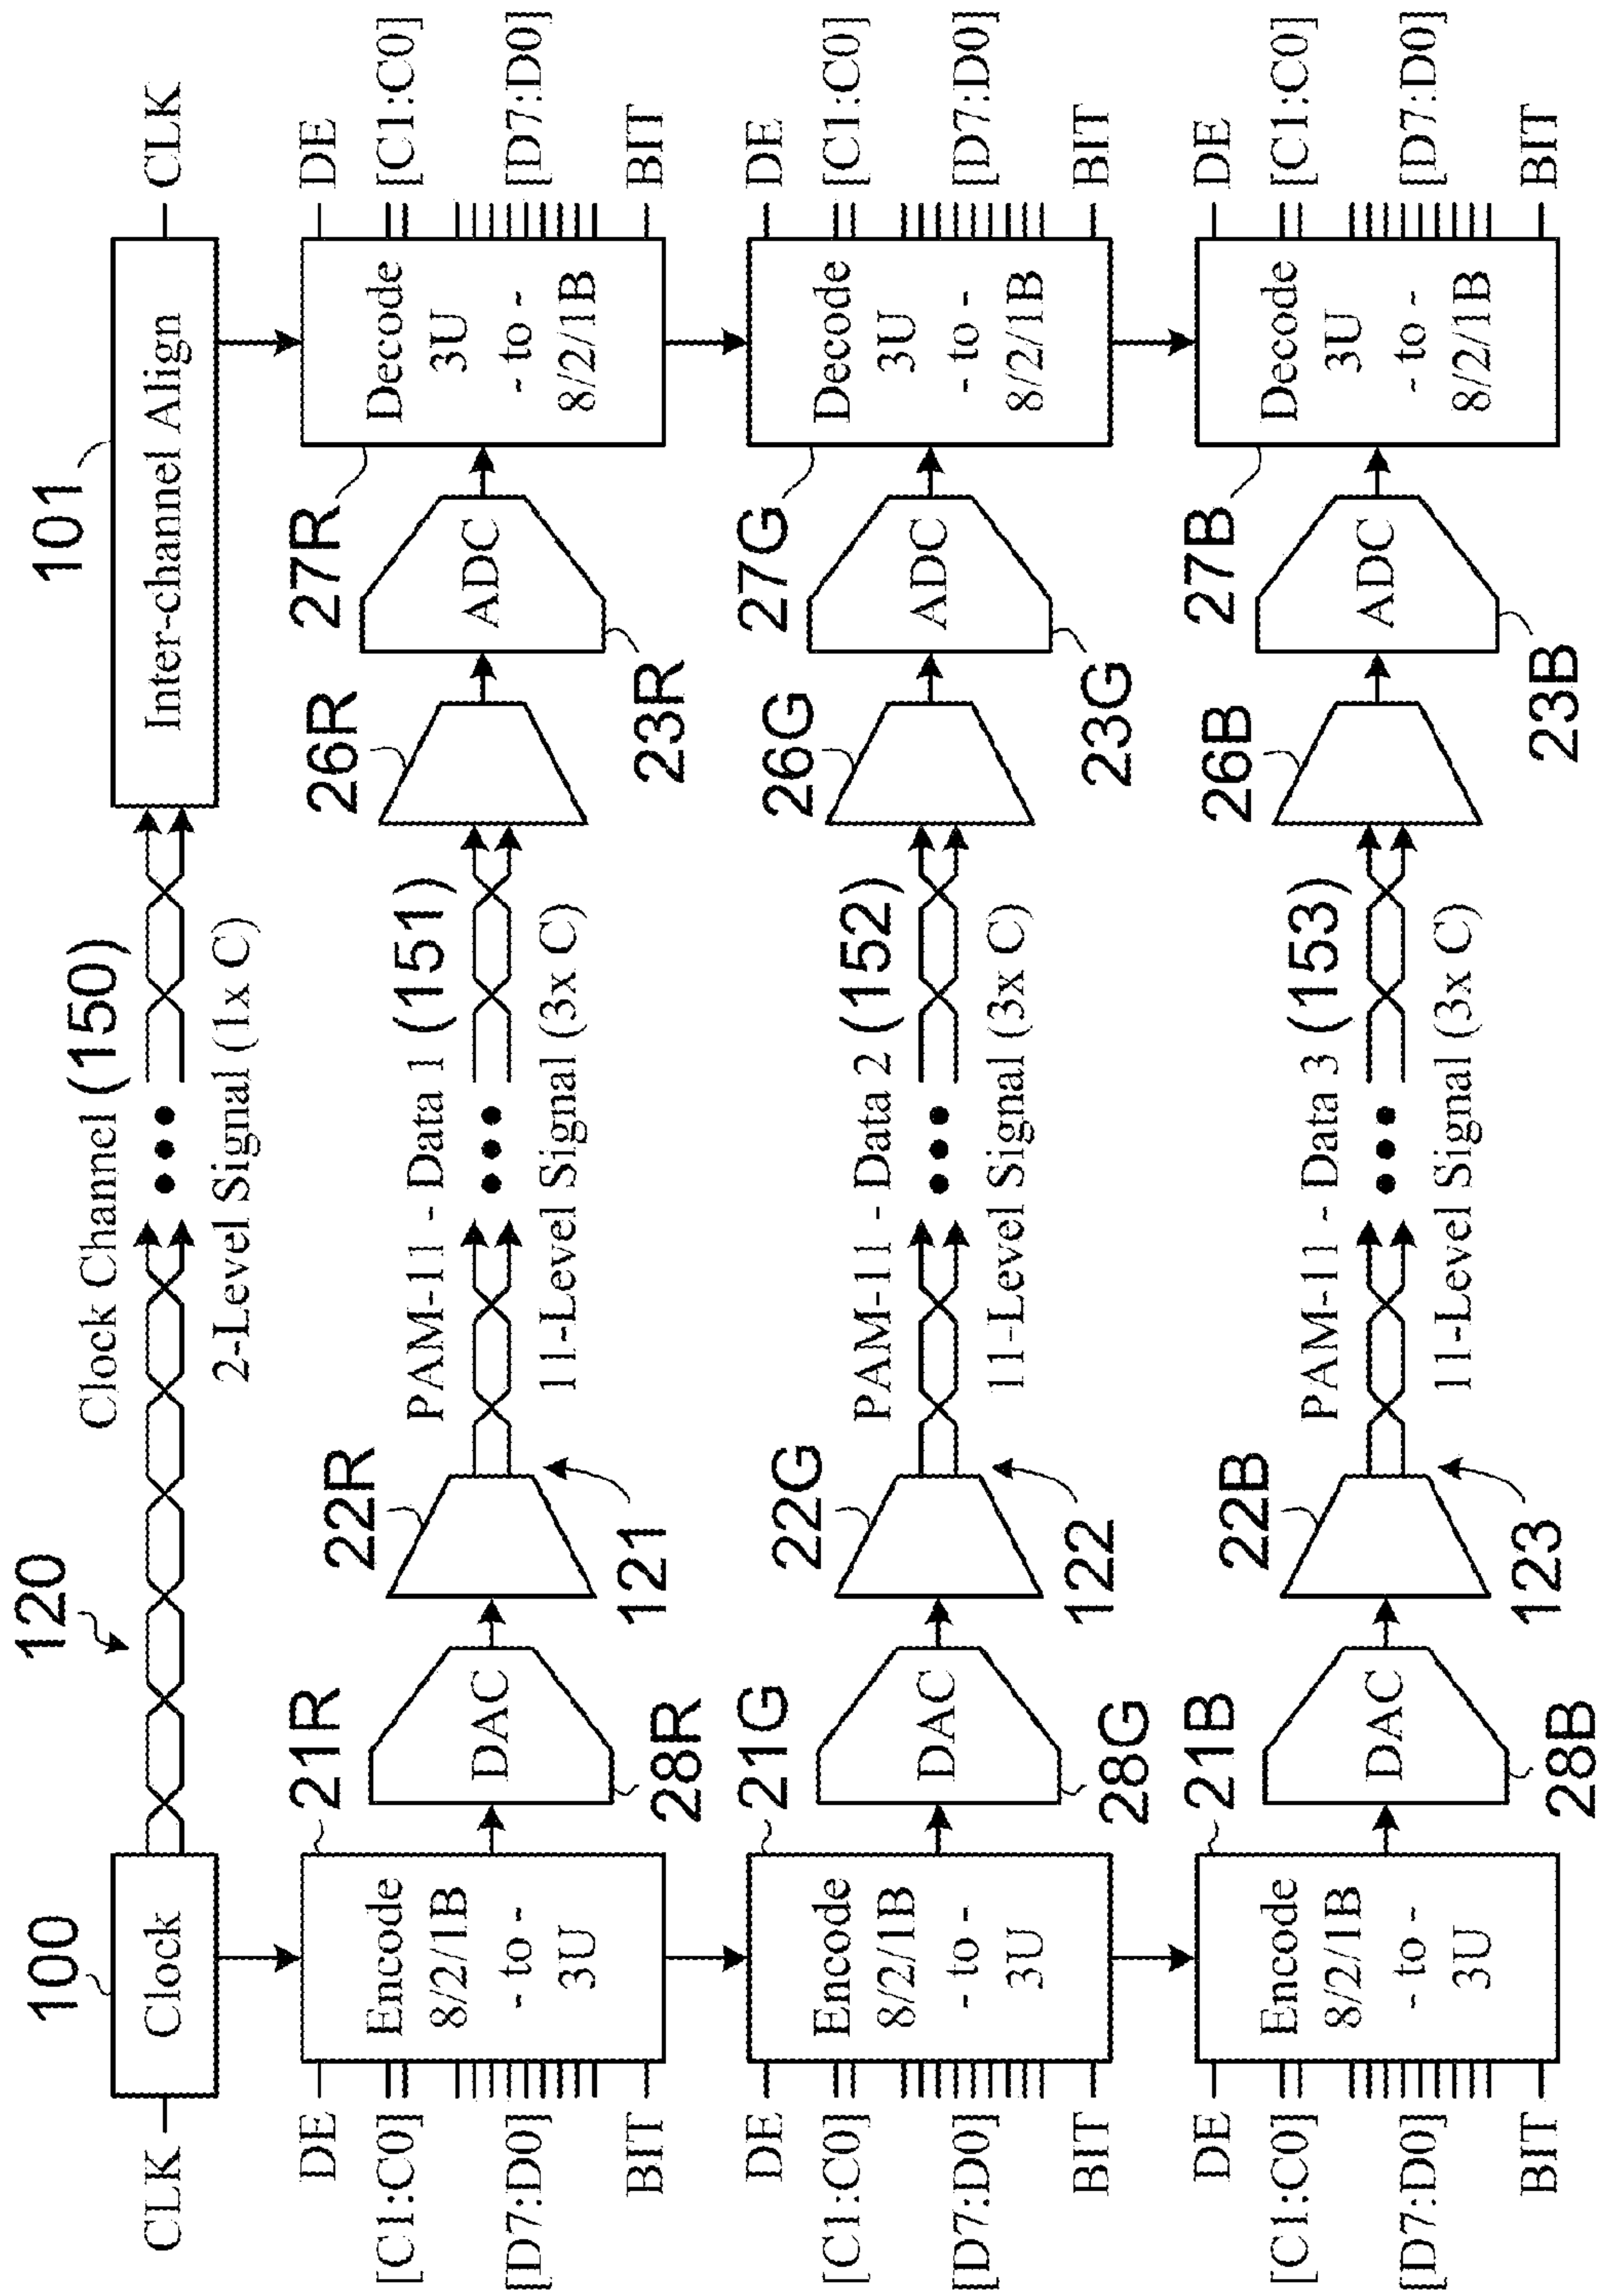 120
101
100
Clock Channel (150)
CLK
Clock
Inter-channel Align
CLK
2-Level Signal (1x C)
21R
22R
26R
27R
DE
[C1:C0]
[D7:D0]
BIT
Encode
8/2/1B
- to -
3U
DAC
PAM-11 - Data 1 (151)
11-Level Signal (3x C)
ADC
Decode
3U
- to -
8/2/1B
DE
[C1:C0]
[D7:D0]
BIT
28R
121
23R
21G
22G
26G
27G
DE
[C1:C0]
[D7:D0]
BIT
Encode
8/2/1B
- to -
3U
DAC
PAM-11 - Data 2 (152)
11-Level Signal (3x C)
ADC
Decode
3U
- to -
8/2/1B
DE
[C1:C0]
[D7:D0]
BIT
28G
122
23G
21B
22B
26B
27B
DE
[C1:C0]
[D7:D0]
BIT
Encode
8/2/1B
- to -
3U
DAC
PAM-11 - Data 3 (153)
11-Level Signal (3x C)
ADC
Decode
3U
- to -
8/2/1B
DE
[C1:C0]
[D7:D0]
BIT
28B
123
23B